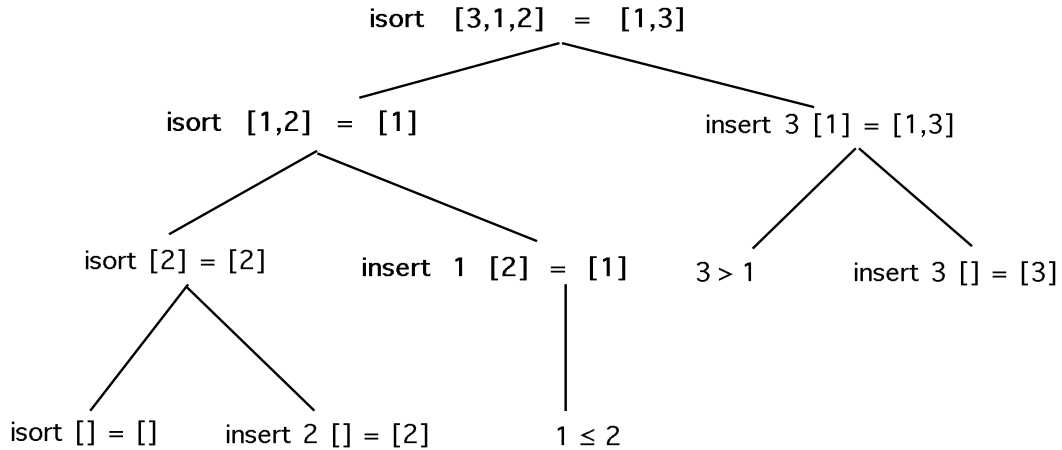 isort [3,1,2] = [1,3]
isort [1,2] = [1]
insert 3 [1] = [1,3]
isort [2] = [2]
insert 1 [2] = [1]
3 > 1
insert 3 [] = [3]
isort [] = []
insert 2 [] = [2]
1 ≤ 2